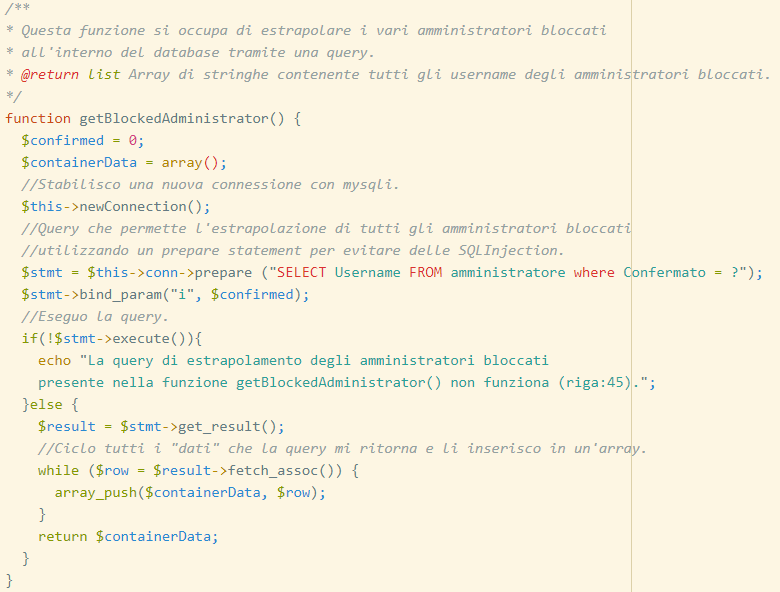 /**
* Questa funzione si occupa di estrapolare i vari amministratori bloccati
* all'interno del database tramite una query.
* @return list Array di stringhe contenente tutti gli username degli amministratori bloccati.
*/
function getBlockedAdministrator() {
  $confirmed = 0;
  $containerData = array();
  //Stabilisco una nuova connessione con mysqli.
  $this->newConnection();
  //Query che permette l'estrapolazione di tutti gli amministratori bloccati
  //utilizzando un prepare statement per evitare delle SQLInjection.
  $stmt = $this->conn->prepare ("SELECT Username FROM amministratore where Confermato = ?");
  $stmt->bind_param("i", $confirmed);
  //Eseguo la query.
  if(!$stmt->execute()){
    echo "La query di estrapolamento degli amministratori bloccati
    presente nella funzione getBlockedAdministrator() non funziona (riga:45).";
  }else {
    $result = $stmt->get_result();
    //Ciclo tutti i "dati" che la query mi ritorna e li inserisco in un'array.
    while ($row = $result->fetch_assoc()) {
      array_push($containerData, $row);
    }
    return $containerData;
  }
}